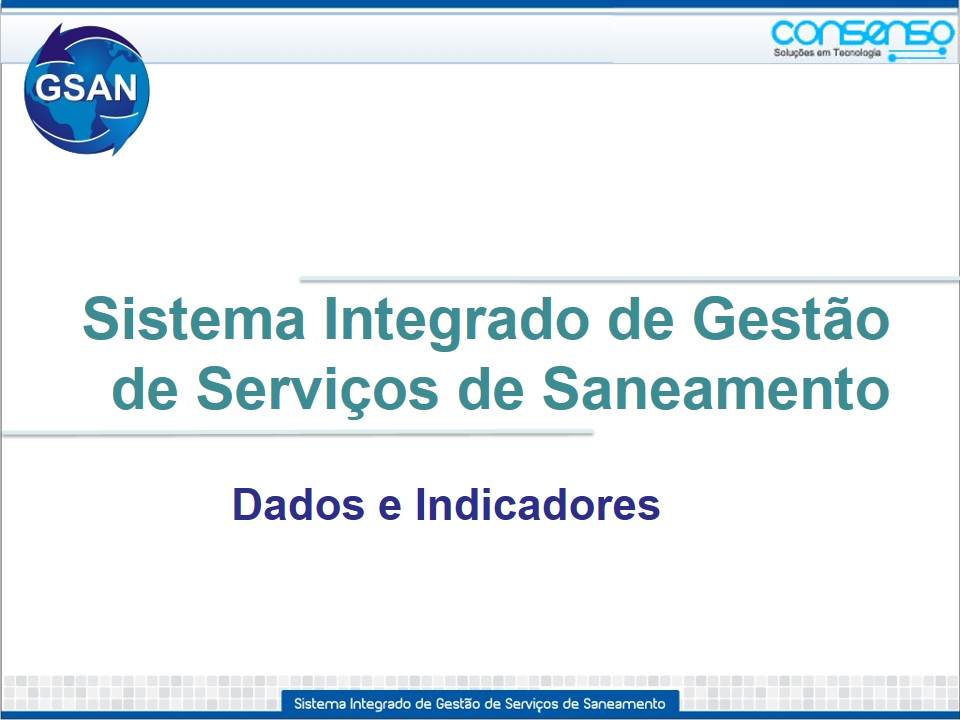 GSAN
consenso
Soluções em Tecnologia
Sistema Integrado de Gestão
de Serviços de Saneamento
Dados e Indicadores
Sistema Integrado de Gestão de Serviços de Saneamento